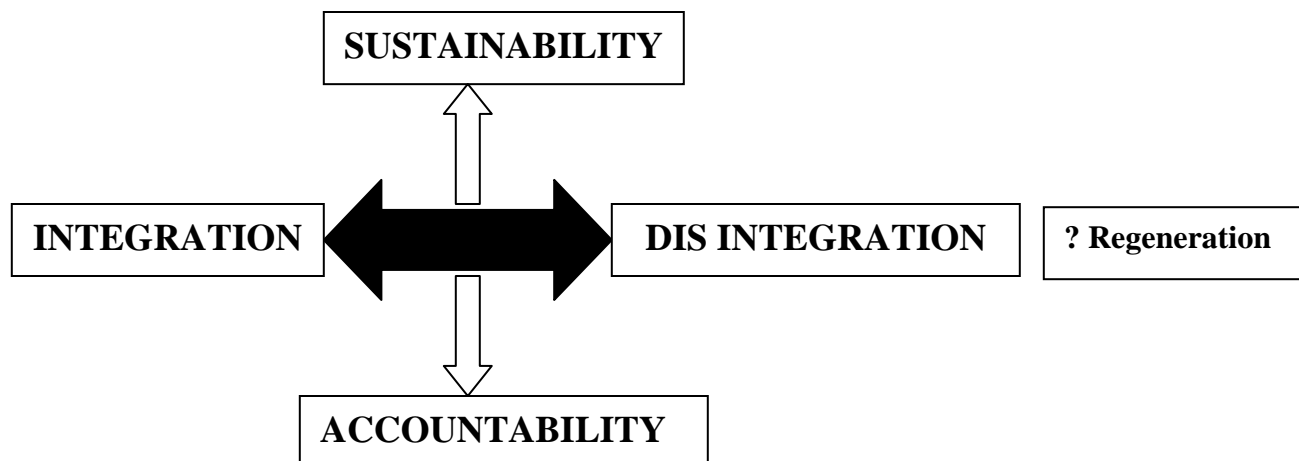 SUSTAINABILITY
INTEGRATION
DIS INTEGRATION
? Regeneration
ACCOUNTABILITY